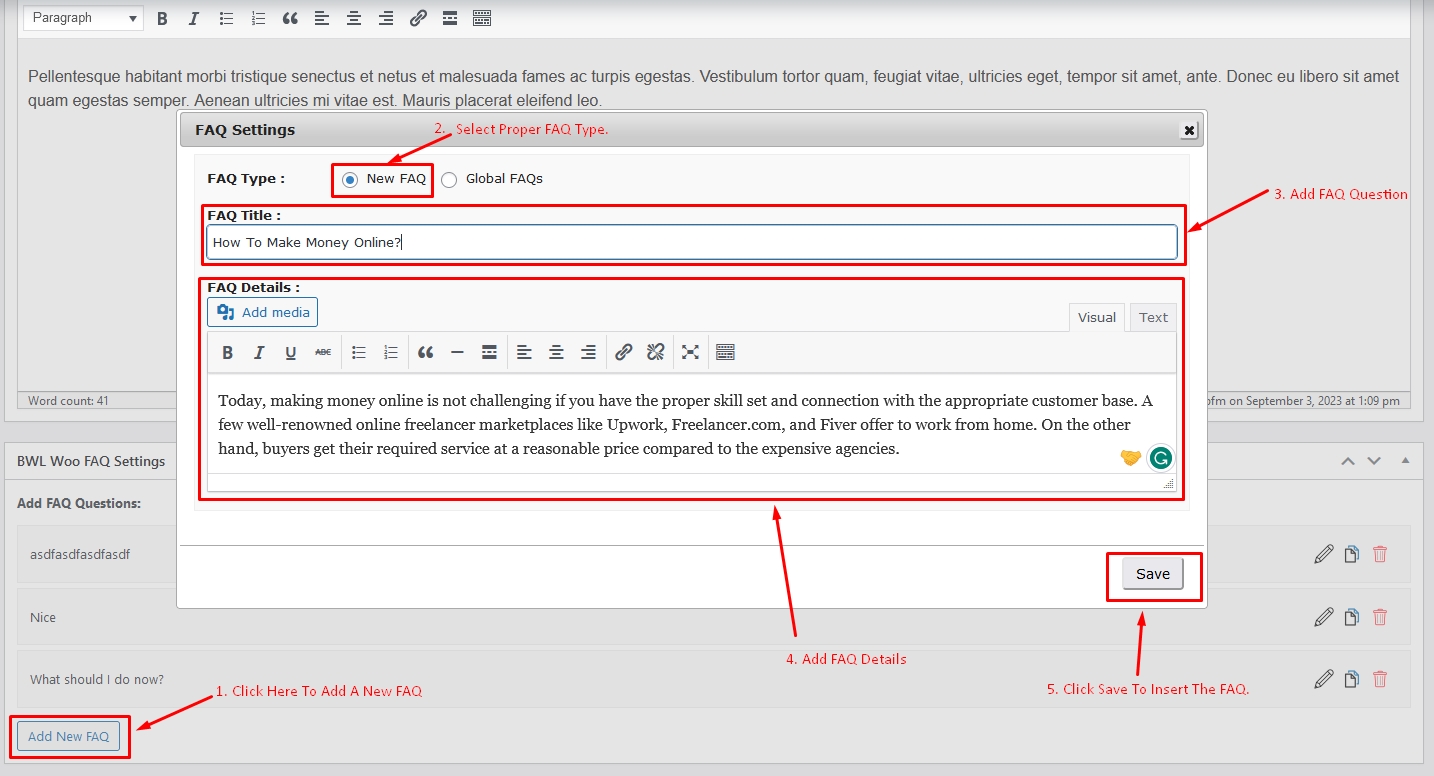 Paragraph
Pellentesque habitant morbi tristique senectus et netus et malesuada fames ac turpis egestas. Vestibulum tortor quam, feugiat vitae, ultricies eget, tempor sit amet, ante. Donec eu libero sit amet
quam egestas semper. Aenean ultricies mi vitae est. Mauris placerat eleifend leo.
FAQ Settings
2. Select Proper FAQ Type.
FAQ Type :
New FAQ
Global FAQs
3. Add FAQ Question
FAQ Title :
How To Make Money Online?
FAQ Details :
Add media
Visual
Text
B I U ABC
Today, making money online is not challenging if you have the proper skill set and connection with the appropriate customer base. A
few well-renowned online freelancer marketplaces like Upwork, Freelancer.com, and Fiver offer to work from home. On the other
hand, buyers get their required service at a reasonable price compared to the expensive agencies.
Word count: 41
on September 3, 2023 at 1:09 pm
BWL Woo FAQ Settings
Add FAQ Questions:
asdfasdfasdfasdf
Save
Nice
4. Add FAQ Details
What should I do now?
1. Click Here To Add A New FAQ
5. Click Save To Insert The FAQ.
Add New FAQ